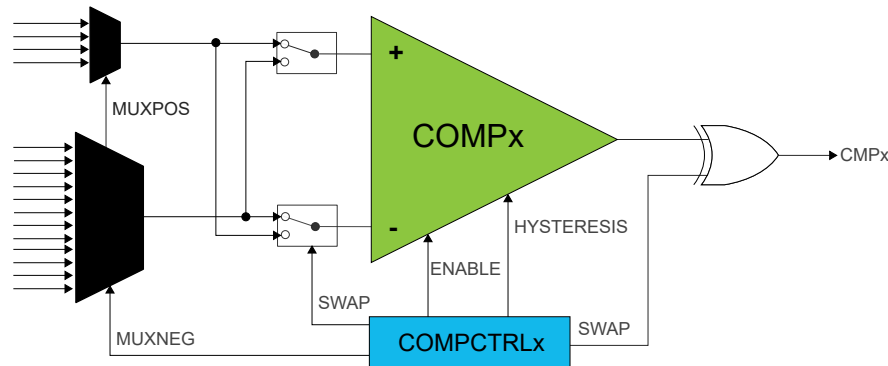 +
MUXPOS
COMPx
CMPx
-
HYSTERESIS
ENABLE
SWAP
SWAP
MUXNEG
COMPCTRLx